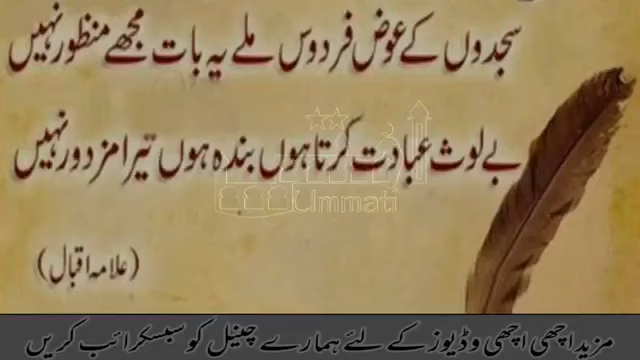 سجدوں کے عوض فردوس ملے یہ بات مجھے منظور نہیں
بے لوث عبادت کرتا ہوں بندہ ہوں تیرا مزدور نہیں
Ummati
(علامہ اقبال)
مزید اچھی اچھی وڈیوز کے لئے ہمارے چینل کو سبسکرائب کریں